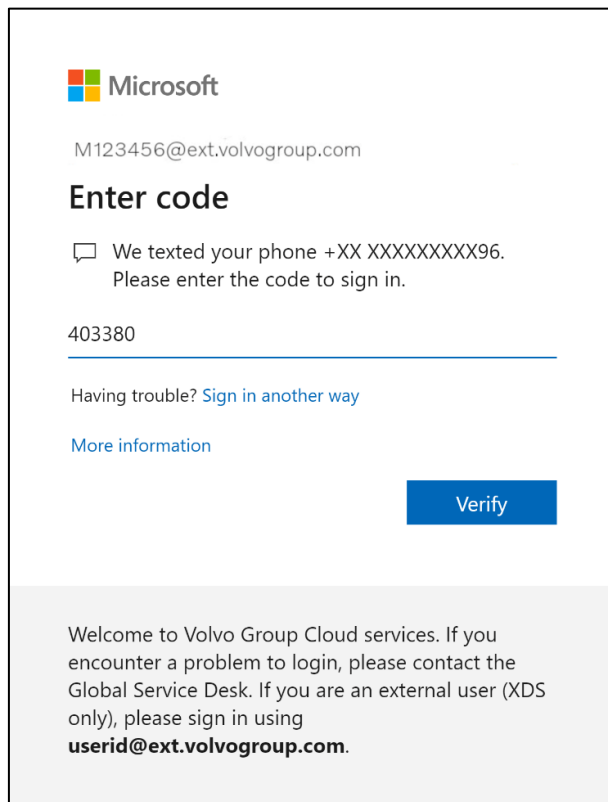 Microsoft
M123456@ext.volvogroup.com
Enter code
We texted your phone +XX XXXXXXXXX96.
Please enter the code to sign in.
403380
Having trouble? Sign in another way
More information
Verify
Welcome to Volvo Group Cloud services. If you
encounter a problem to login, please contact the
Global Service Desk. If you are an external user (XDS
only), please sign in using
userid@ext.volvogroup.com.